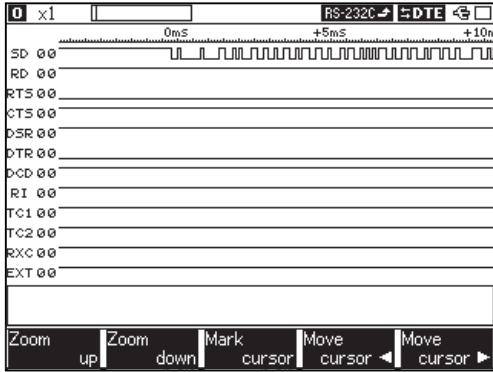 0 x1 RS-232C DTE
0mS +5mS +10m
SD 00
RD 00
RTS 00
CTS 00
DSR 00
DTR 00
DCD 00
RI 00
TC1 00
TC2 00
RXC 00
EXT 00
Zoom Zoom Mark Move Move
up down cursor cursor ◀ cursor ▶